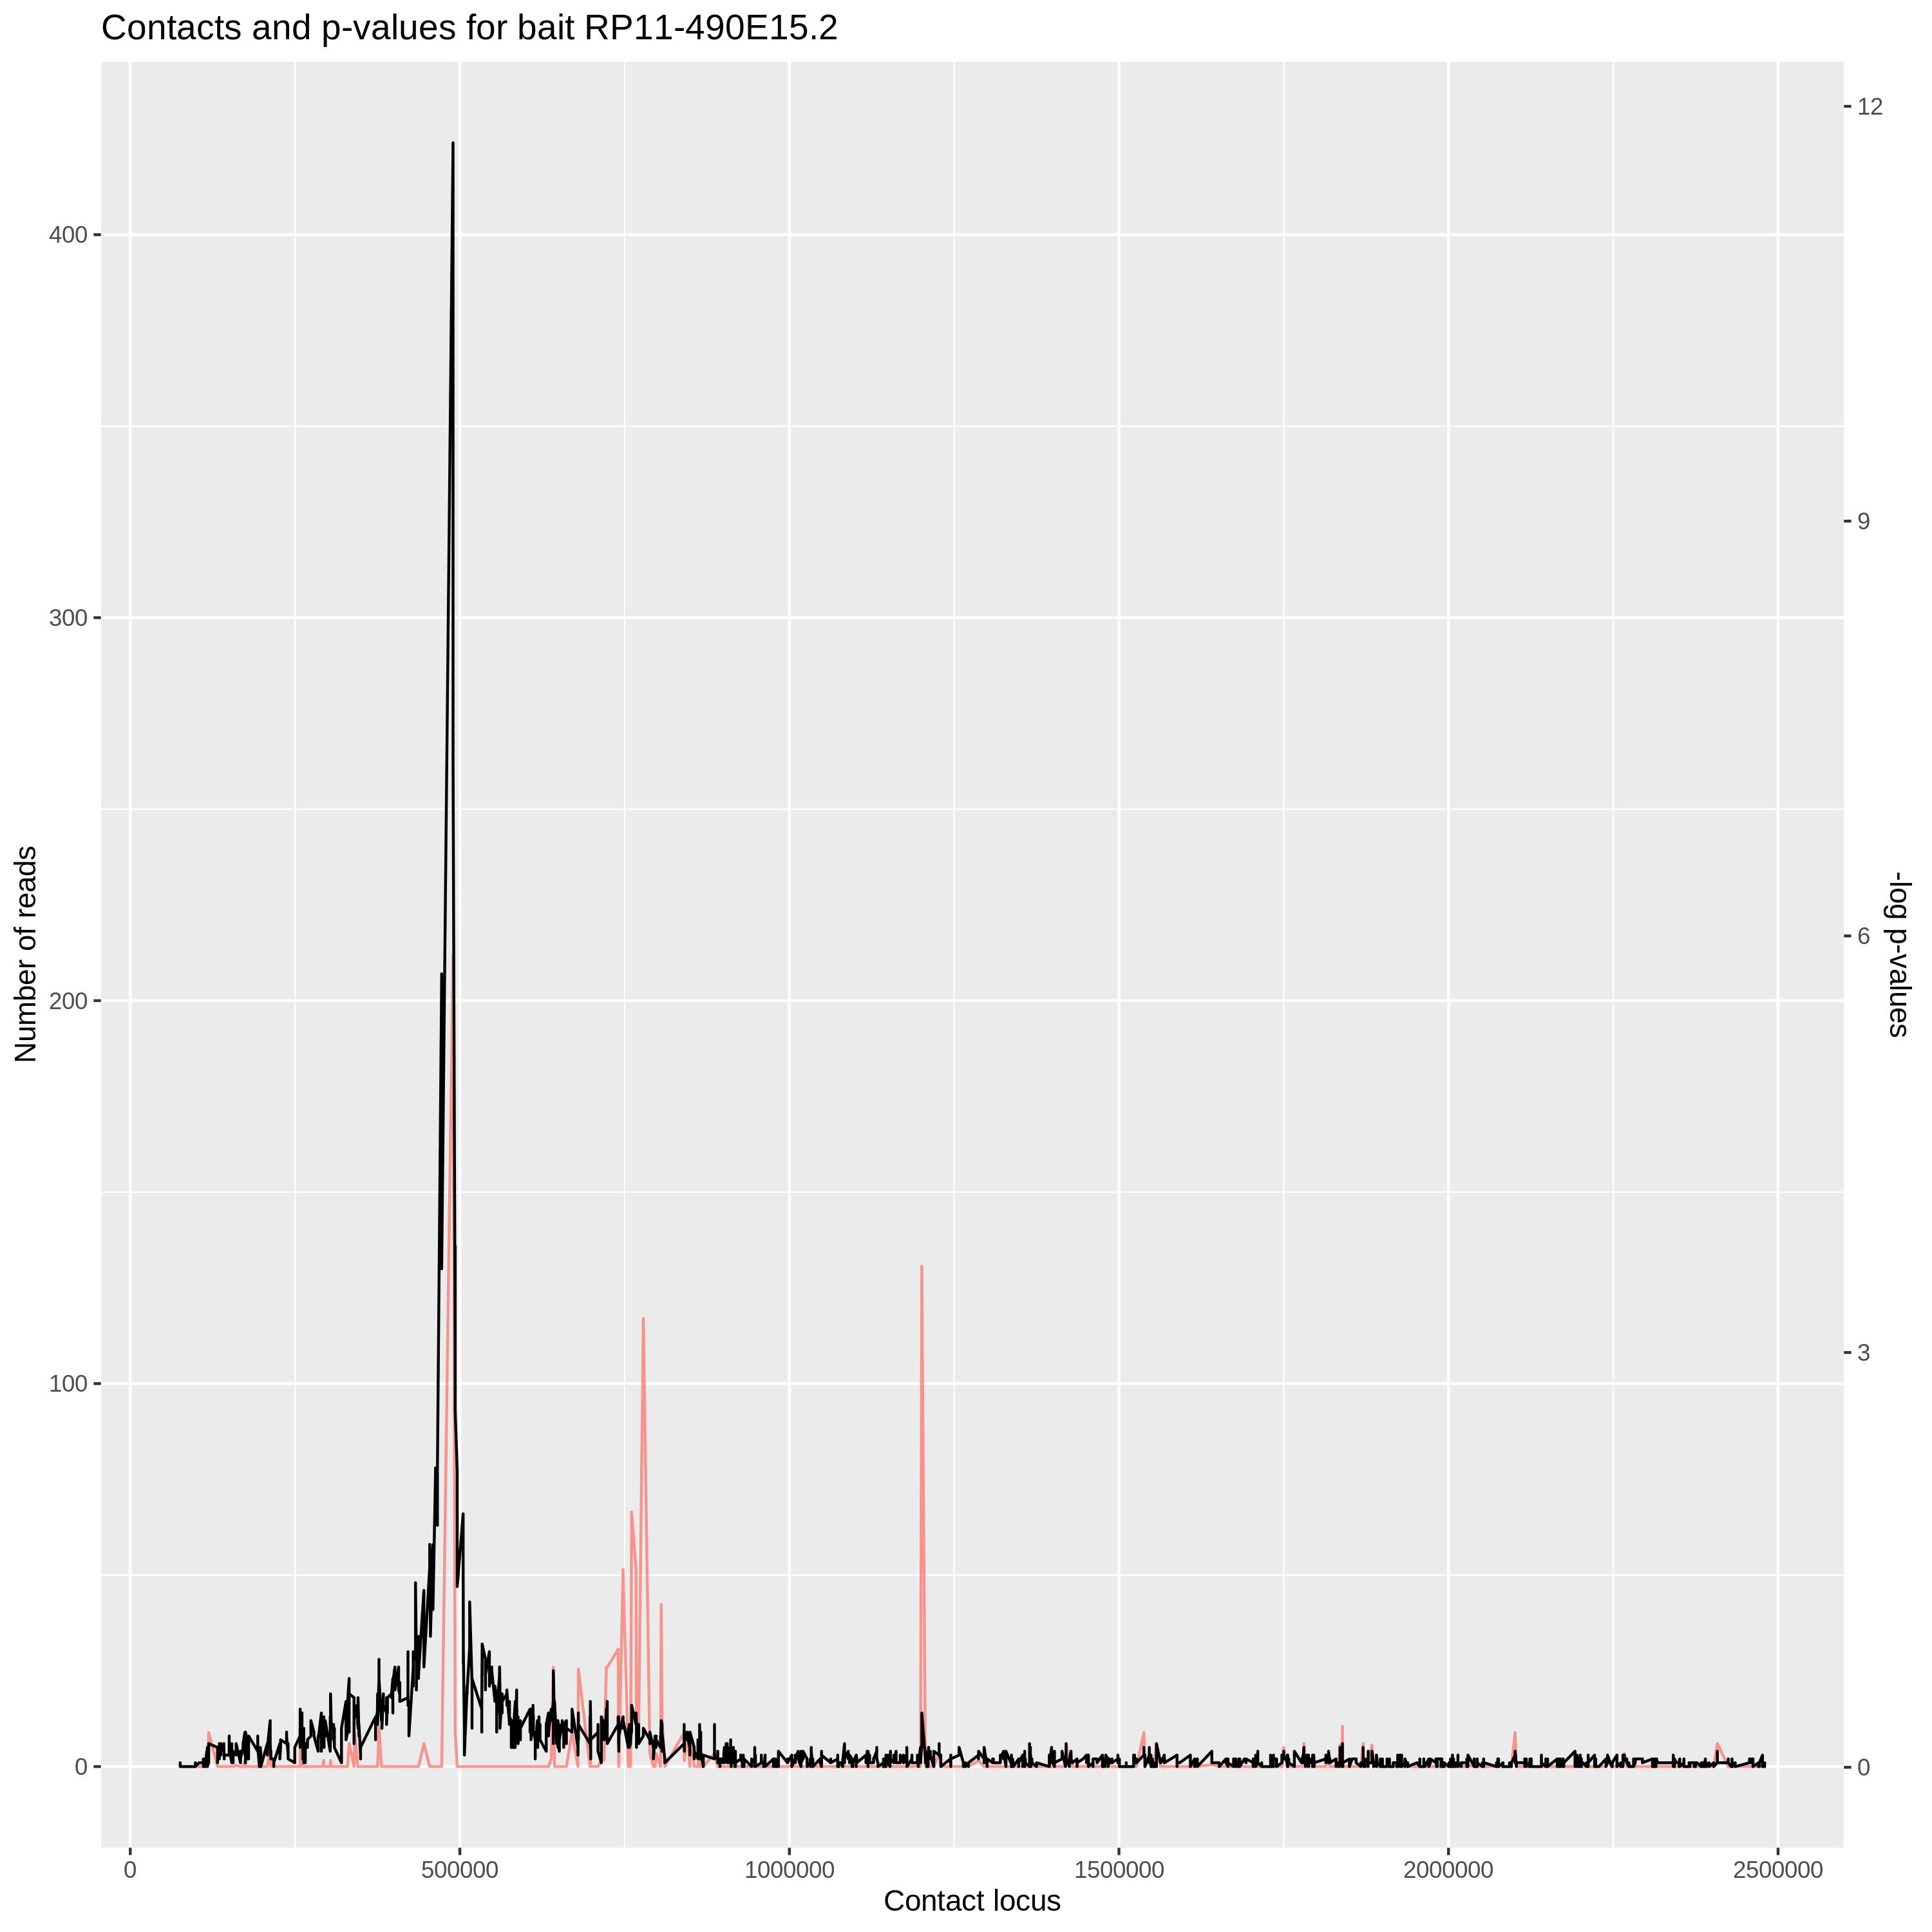 Contacts and p-values for bait RP11-490E15.2
Number of reads
400
300
200
100
0
12
9
6
3
0
-log p-values
0 500000 1000000 1500000 2000000 2500000
Contact locus